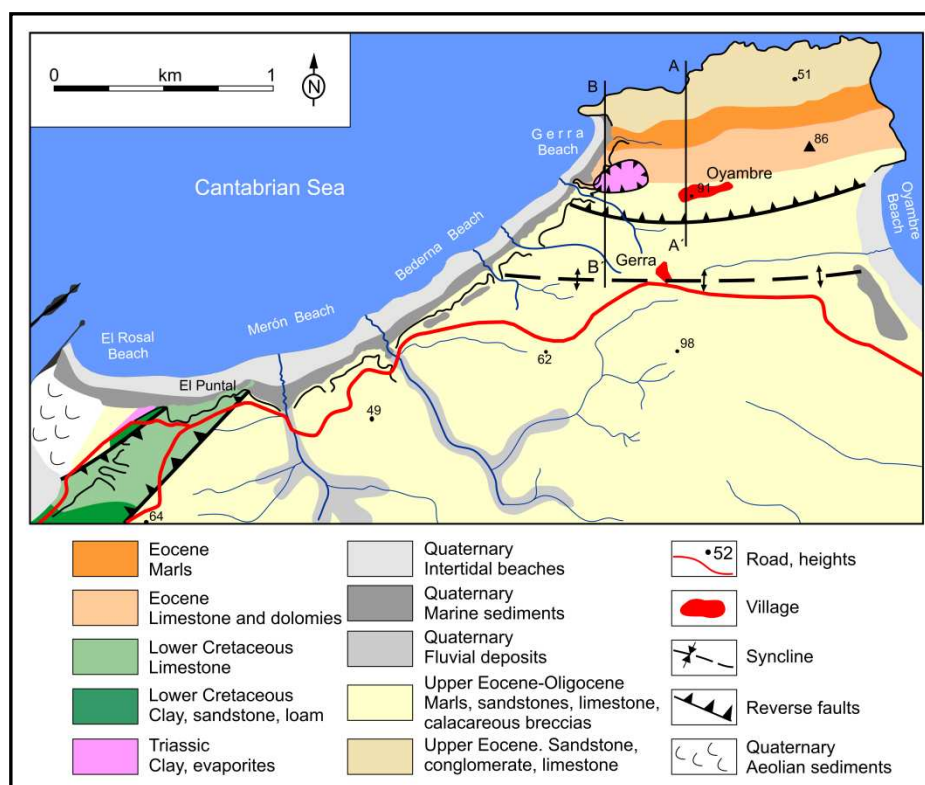 0 km 1
N
A
B
51
Gerra
Beach
86
Cantabrian Sea
Oyambre
91
Oyambre
Beach
Bederna Beach
A´
B´
Gerra
Merón Beach
El Rosal
Beach
El Puntal
62
98
49
64
Eocene
Marls
Eocene
Limestone and dolomies
Lower Cretaceous
Limestone
Lower Cretaceous
Clay, sandstone, loam
Triassic
Clay, evaporites
Quaternary
Intertidal beaches
Quaternary
Marine sediments
Quaternary
Fluvial deposits
Upper Eocene-Oligocene
Marls, sandstones, limestone,
calacareous breccias
Upper Eocene. Sandstone,
conglomerate, limestone
52
Road, heights
Village
Syncline
Reverse faults
Quaternary
Aeolian sediments